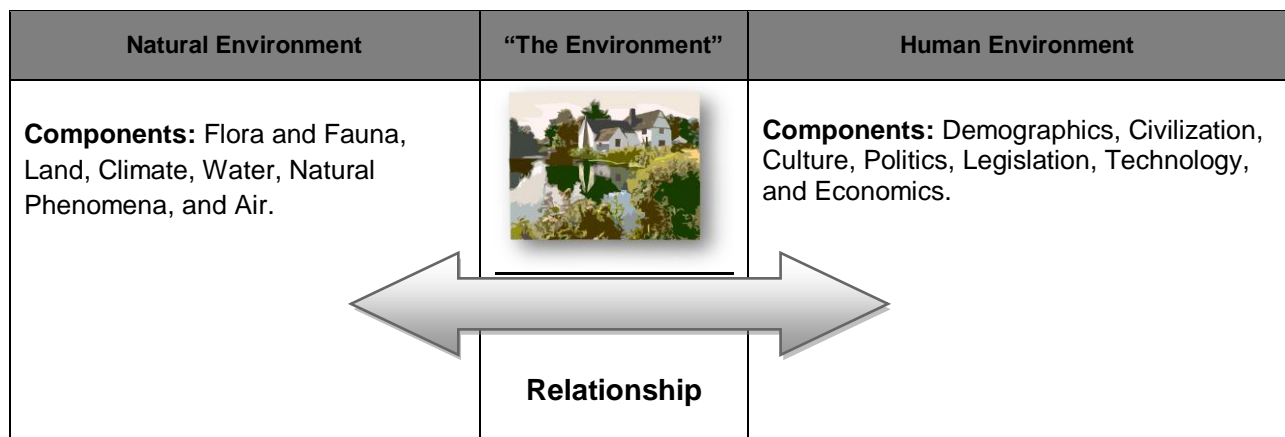 Natural Environment
“The Environment”
Human Environment
Components: Flora and Fauna,
Land, Climate, Water, Natural
Phenomena, and Air.
Components: Demographics, Civilization,
Culture, Politics, Legislation, Technology,
and Economics.
Relationship